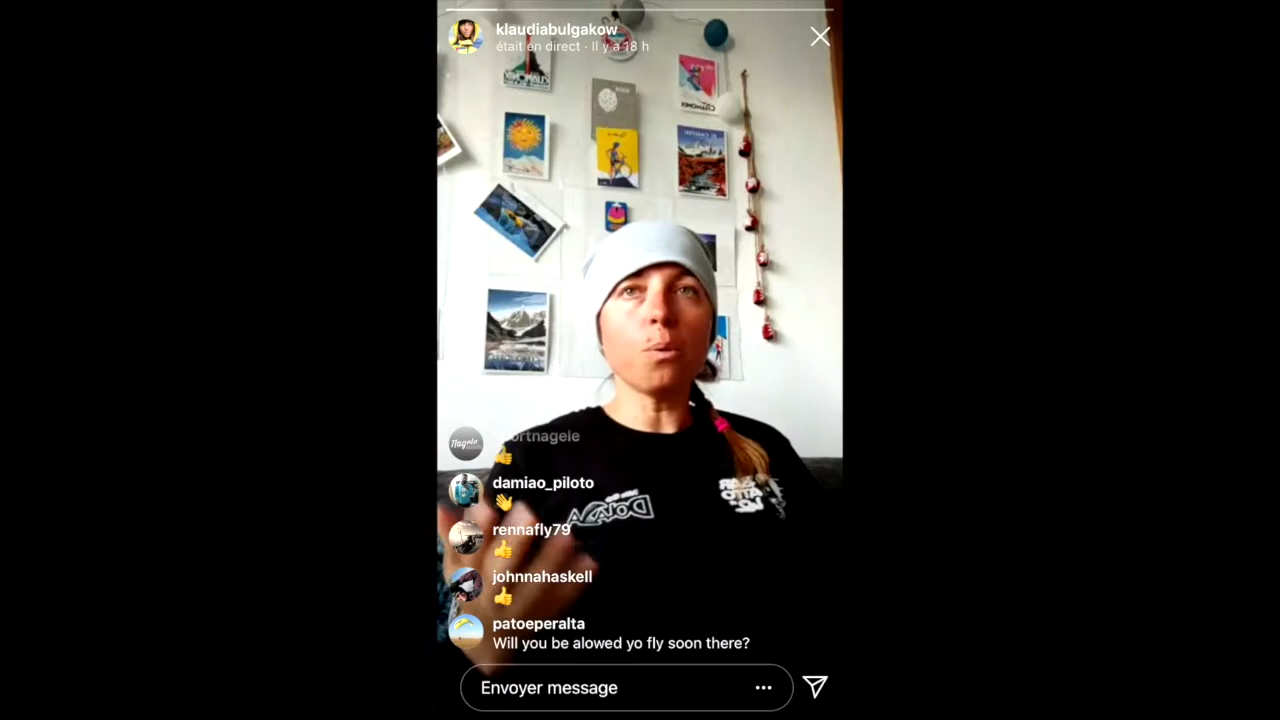 klaudiabulgakow
était en direct · Il y a 18 h
ortnagele
👍
damiao_piloto
👋
rennafly79
👍
johnnahaskell
👍
patoeperalta
Will you be alowed yo fly soon there?
Envoyer message